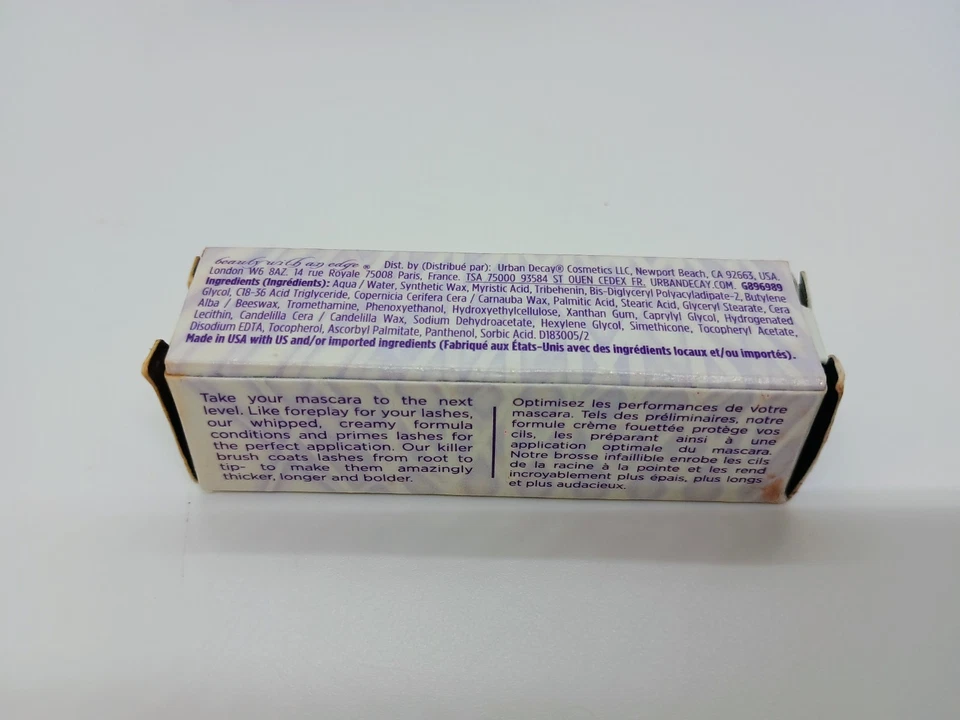 beauty with an edge ® Dist. by (Distribué par): Urban Decay® Cosmetics LLC, Newport Beach, CA 92663, USA.
London W6 8AZ. 14 rue Royale 75008 Paris, France. TSA 75000 93584 ST OUEN CEDEX FR, URBANDECAY.COM. G896989
Ingredients (Ingrédients): Aqua / Water, Synthetic Wax, Myristic Acid, Tribehenin, Bis-Diglyceryl Polyacyladipate-2, Butylene
Glycol, C18-36 Acid Triglyceride, Copernicia Cerifera Cera / Carnauba Wax, Palmitic Acid, Stearic Acid, Glyceryl Stearate, Cera
Alba / Beeswax, Tromethamine, Phenoxyethanol, Hydroxyethylcellulose, Xanthan Gum, Caprylyl Glycol, Hydrogenated
Lecithin, Candelilla Cera / Candelilla Wax, Sodium Dehydroacetate, Hexylene Glycol, Simethicone, Tocopheryl Acetate,
Disodium EDTA, Tocopherol, Ascorbyl Palmitate, Panthenol, Sorbic Acid. D183005/2
Made in USA with US and/or imported ingredients (Fabriqué aux États-Unis avec des ingrédients locaux et/ou importés).
Take your mascara to the next
level. Like foreplay for your lashes,
our whipped, creamy formula
conditions and primes lashes for
the perfect application. Our killer
brush coats lashes from root to
tip- to make them amazingly
thicker, longer and bolder.
Optimisez les performances de votre
mascara. Tels des préliminaires, notre
formule crème fouettée protège vos
cils, les préparant ainsi à une
application optimale du mascara.
Notre brosse infaillible enrobe les cils
de la racine à la pointe et les rend
incroyablement plus épais, plus longs
et plus audacieux.